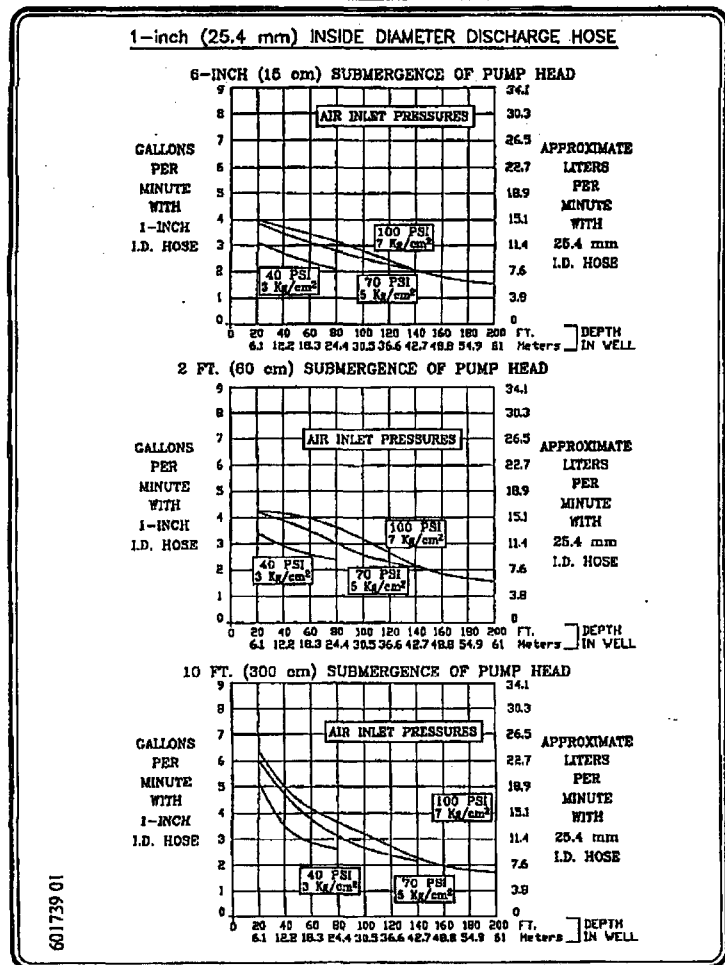 1-inch (25.4 mm) INSIDE DIAMETER DISCHARGE HOSE
6-INCH (15 cm) SUBMERGENCE OF PUMP HEAD
GALLONS
PER
MINUTE
WITH
1-INCH
I.D. HOSE
9
8
7
6
5
4
3
2
1
0
AIR INLET PRESSURES
100 PSI
7 Kg/cm²
40 PSI
3 Kg/cm²
70 PSI
5 Kg/cm²
34.1
30.3
26.5
22.7
18.9
15.1
11.4
7.6
3.8
0
APPROXIMATE
LITERS
PER
MINUTE
WITH
25.4 mm
I.D. HOSE
0 20 40 60 80 100 120 140 160 180 200 FT. DEPTH
6.1 12.2 18.3 24.4 30.5 36.6 42.7 48.8 54.9 61 Meters IN WELL
2 FT. (60 cm) SUBMERGENCE OF PUMP HEAD
GALLONS
PER
MINUTE
WITH
1-INCH
I.D. HOSE
9
8
7
6
5
4
3
2
1
0
AIR INLET PRESSURES
100 PSI
7 Kg/cm²
40 PSI
3 Kg/cm²
70 PSI
5 Kg/cm²
34.1
30.3
26.5
22.7
18.9
15.1
11.4
7.6
3.8
0
APPROXIMATE
LITERS
PER
MINUTE
WITH
25.4 mm
I.D. HOSE
0 20 40 60 80 100 120 140 160 180 200 FT. DEPTH
6.1 12.2 18.3 24.4 30.5 36.6 42.7 48.8 54.9 61 Meters IN WELL
10 FT. (300 cm) SUBMERGENCE OF PUMP HEAD
GALLONS
PER
MINUTE
WITH
1-INCH
I.D. HOSE
9
8
7
6
5
4
3
2
1
0
AIR INLET PRESSURES
100 PSI
7 Kg/cm²
40 PSI
3 Kg/cm²
70 PSI
5 Kg/cm²
34.1
30.3
26.5
22.7
18.9
15.1
11.4
7.6
3.8
0
APPROXIMATE
LITERS
PER
MINUTE
WITH
25.4 mm
I.D. HOSE
0 20 40 60 80 100 120 140 160 180 200 FT. DEPTH
6.1 12.2 18.3 24.4 30.5 36.6 42.7 48.8 54.9 61 Meters IN WELL
601739 01